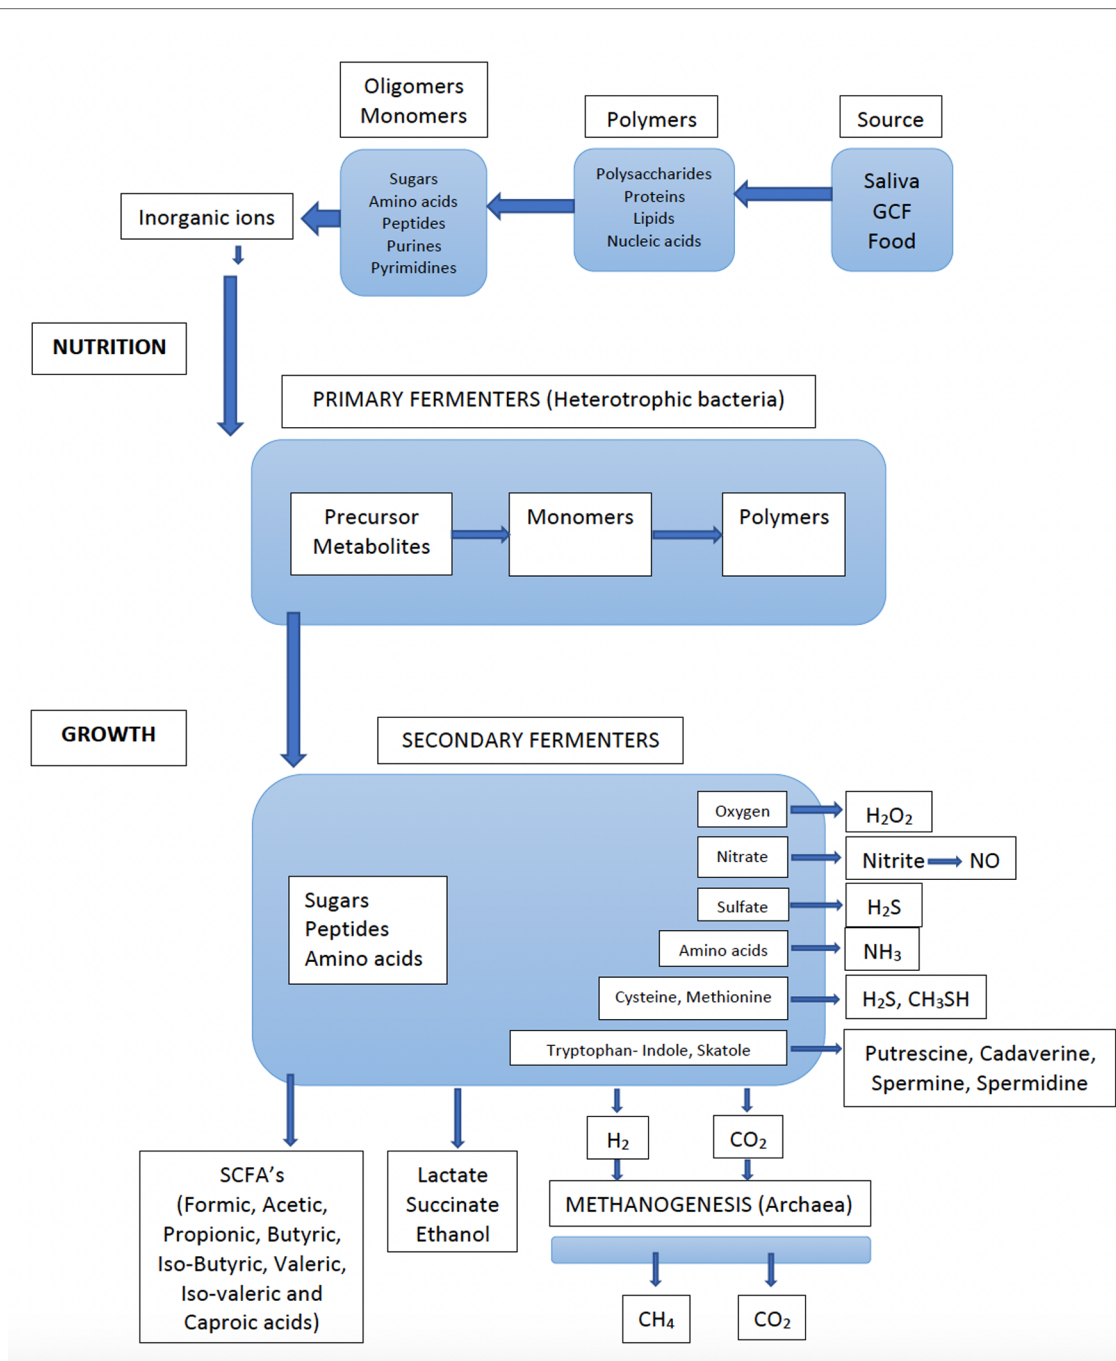 Oligomers
Monomers
Polymers
Source
Sugars
Amino acids
Peptides
Purines
Pyrimidines
Polysaccharides
Proteins
Lipids
Nucleic acids
Saliva
GCF
Food
Inorganic ions
NUTRITION
PRIMARY FERMENTERS (Heterotrophic bacteria)
Precursor
Metabolites
Monomers
Polymers
GROWTH
SECONDARY FERMENTERS
Sugars
Peptides
Amino acids
Oxygen
H₂O₂
Nitrate
Nitrite
NO
Sulfate
H₂S
Amino acids
NH₃
Cysteine, Methionine
H₂S, CH₃SH
Tryptophan- Indole, Skatole
Putrescine, Cadaverine,
Spermine, Spermidine
SCFA's
(Formic, Acetic,
Propionic, Butyric,
Iso-Butyric, Valeric,
Iso-valeric and
Caproic acids)
Lactate
Succinate
Ethanol
H₂
CO₂
METHANOGENESIS (Archaea)
CH₄
CO₂